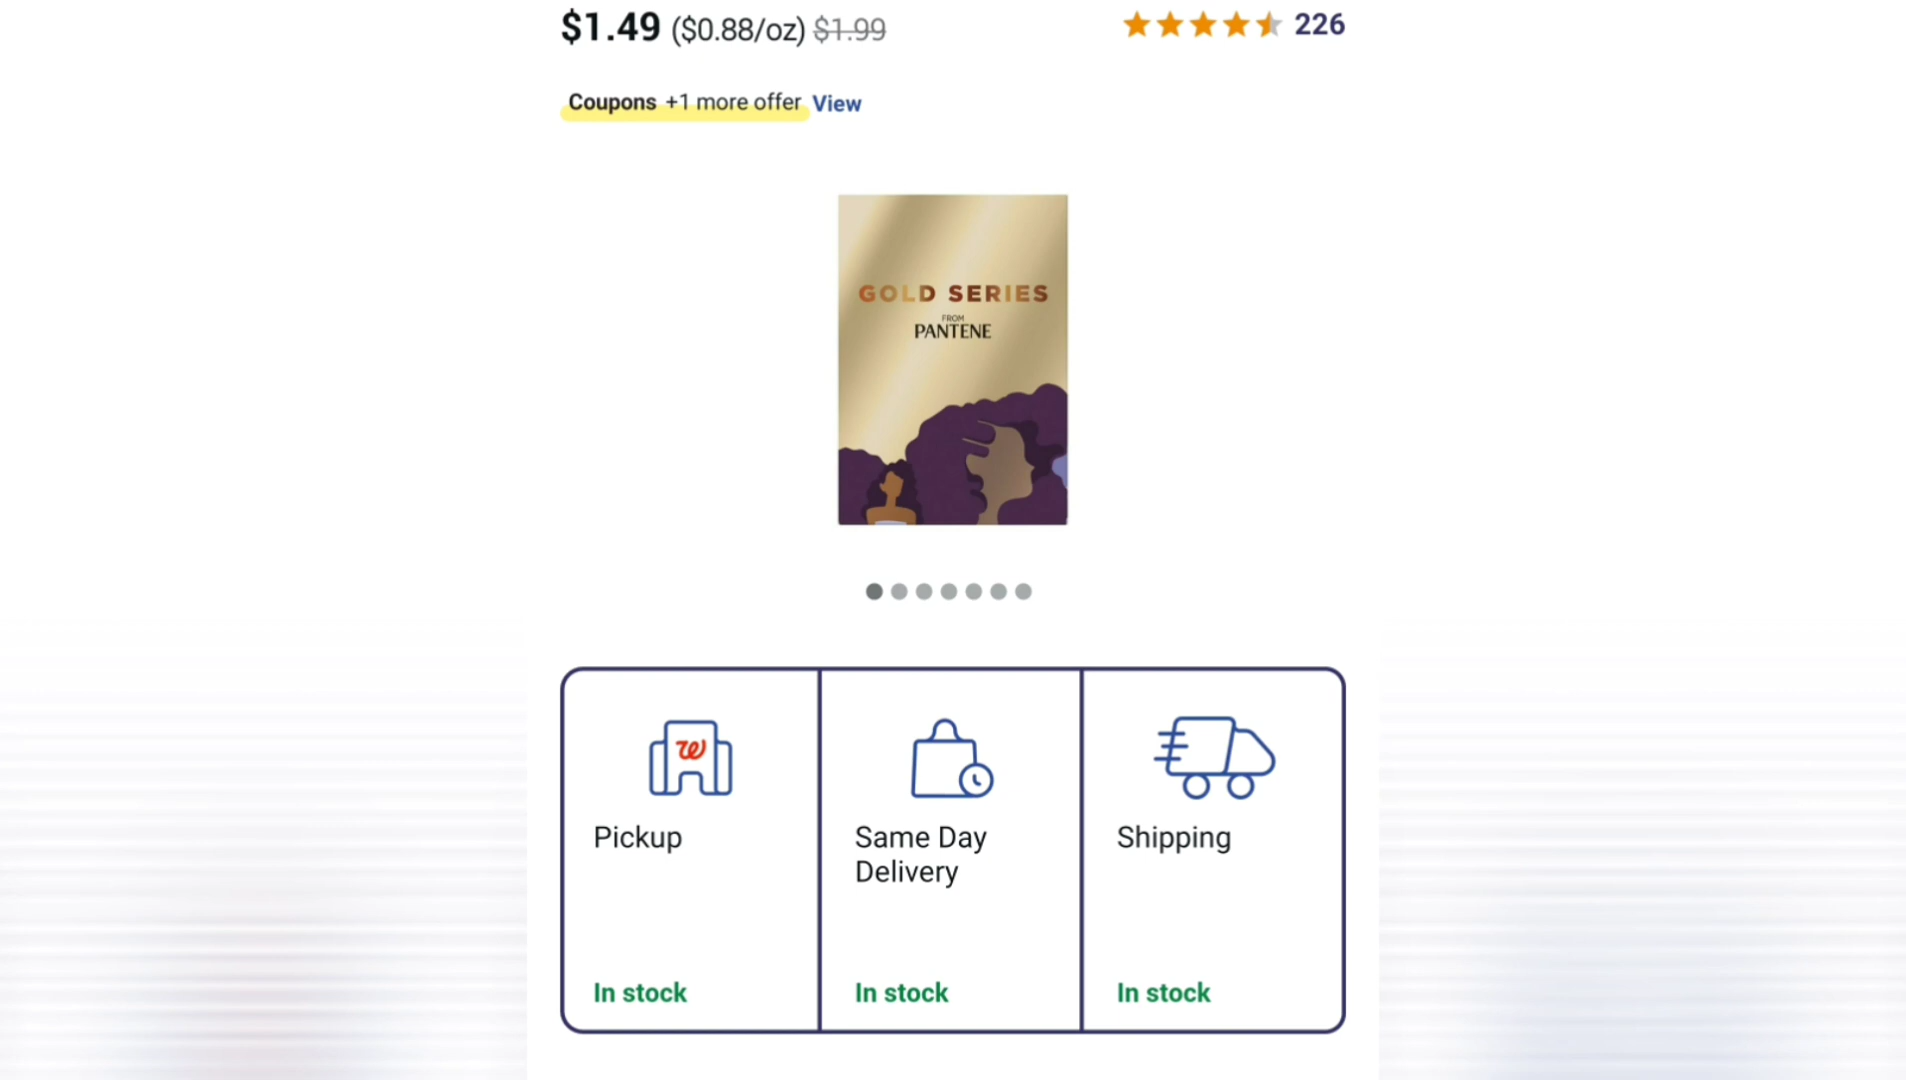 $1.49 ($0.88/oz) $1.99
226
Coupons +1 more offer View
GOLD SERIES
FROM
PANTENE
W
Pickup
Same Day
Delivery
Shipping
In stock
In stock
In stock